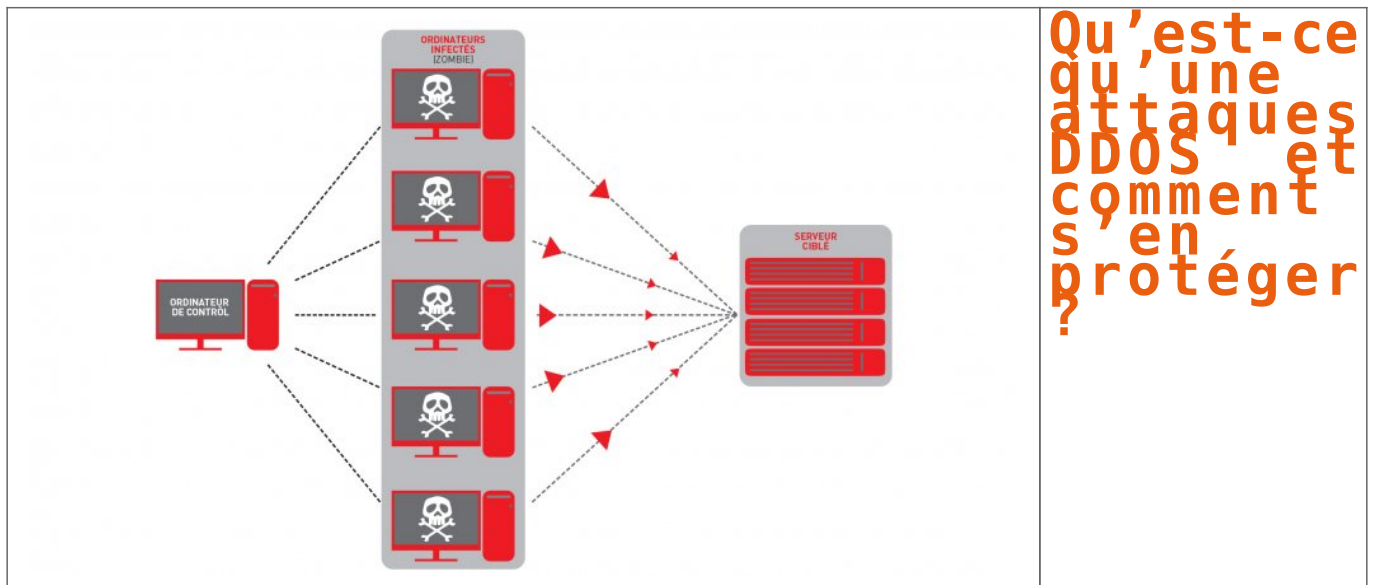 ORDINATEURS
INFECTÉS
(ZOMBIE)
ORDINATEUR
DE CONTRÔL
SERVEUR
CIBLÉ
Qu’est-ce
qu’une
attaques
DDOS et
comment
s’en
protéger
?